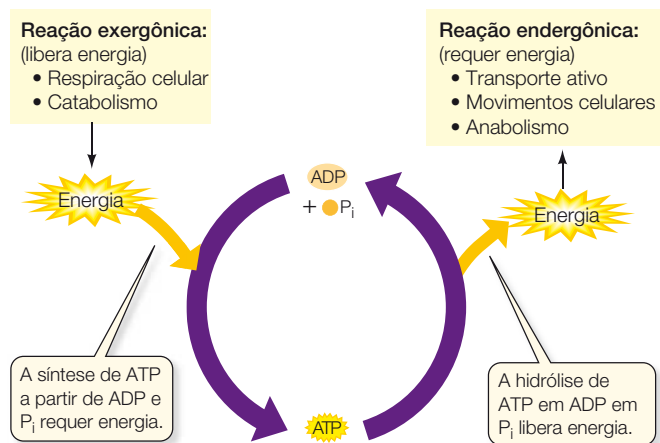 Reação exergônica:
(libera energia)
• Respiração celular
• Catabolismo
Reação endergônica:
(requer energia)
• Transporte ativo
• Movimentos celulares
• Anabolismo
Energia
ADP
+ Pi
Energia
A síntese de ATP
a partir de ADP e
Pi requer energia.
ATP
A hidrólise de
ATP em ADP em
Pi libera energia.